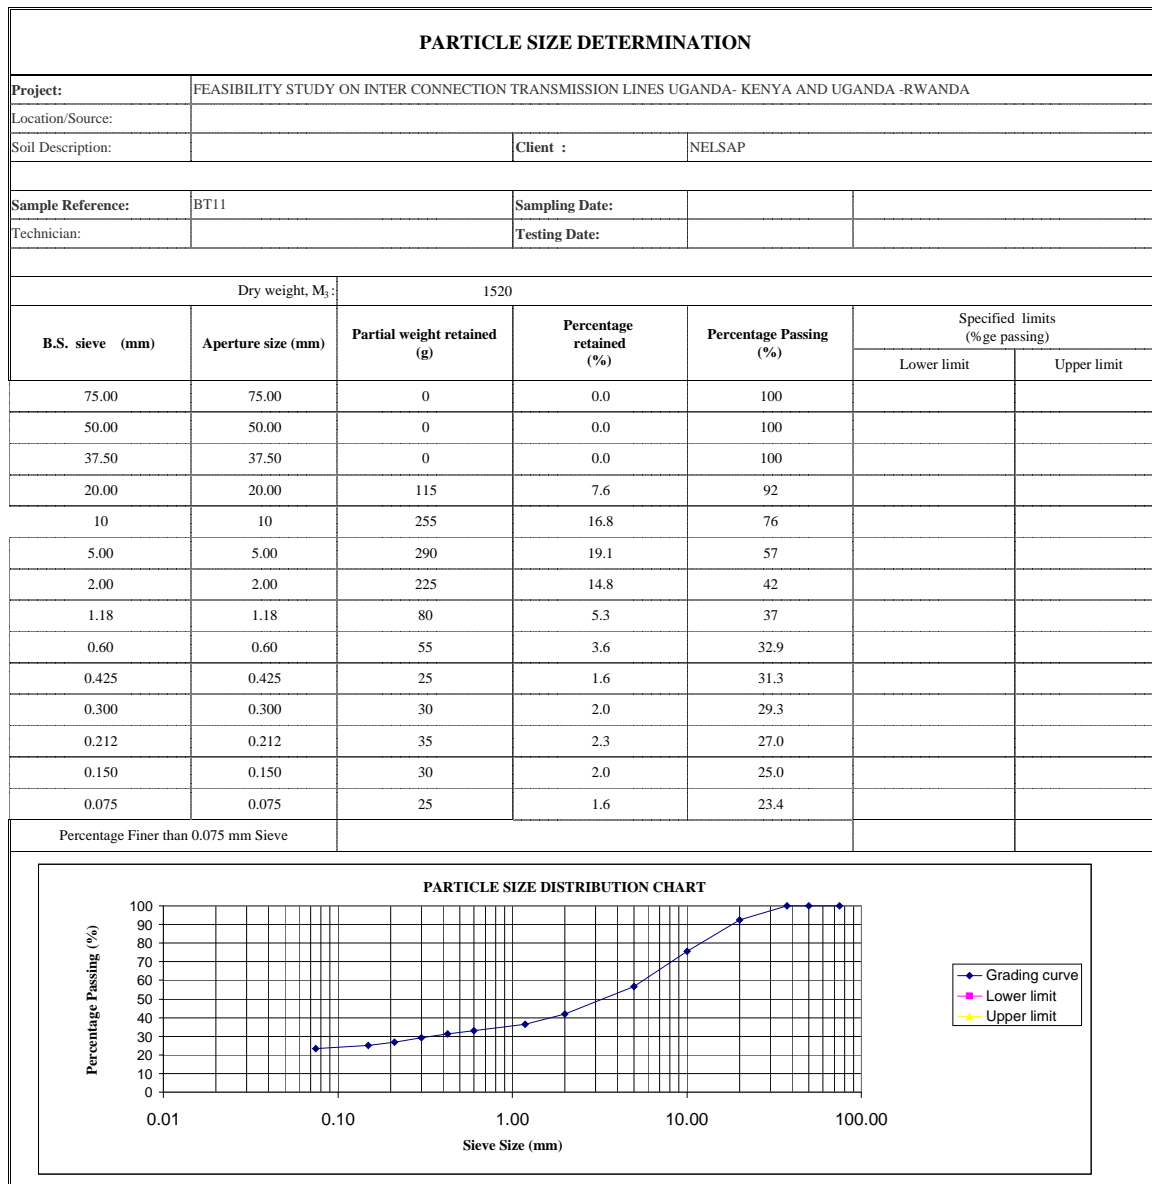 PARTICLE SIZE DETERMINATION
Project: FEASIBILITY STUDY ON INTER CONNECTION TRANSMISSION LINES UGANDA- KENYA AND UGANDA -RWANDA
Location/Source:
Soil Description: Client : NELSAP
Sample Reference: BT11 Sampling Date:
Technician: Testing Date:
Dry weight, M3: 1520
B.S. sieve (mm) Aperture size (mm) Partial weight retained (g) Percentage retained (%) Percentage Passing (%) Specified limits (%ge passing)
Lower limit Upper limit
75.00 75.00 0 0.0 100
50.00 50.00 0 0.0 100
37.50 37.50 0 0.0 100
20.00 20.00 115 7.6 92
10 10 255 16.8 76
5.00 5.00 290 19.1 57
2.00 2.00 225 14.8 42
1.18 1.18 80 5.3 37
0.60 0.60 55 3.6 32.9
0.425 0.425 25 1.6 31.3
0.300 0.300 30 2.0 29.3
0.212 0.212 35 2.3 27.0
0.150 0.150 30 2.0 25.0
0.075 0.075 25 1.6 23.4
Percentage Finer than 0.075 mm Sieve
PARTICLE SIZE DISTRIBUTION CHART
Percentage Passing (%)
100
90
80
70
60
50
40
30
20
10
0
0.01 0.10 1.00 10.00 100.00
Sieve Size (mm)
Grading curve
Lower limit
Upper limit